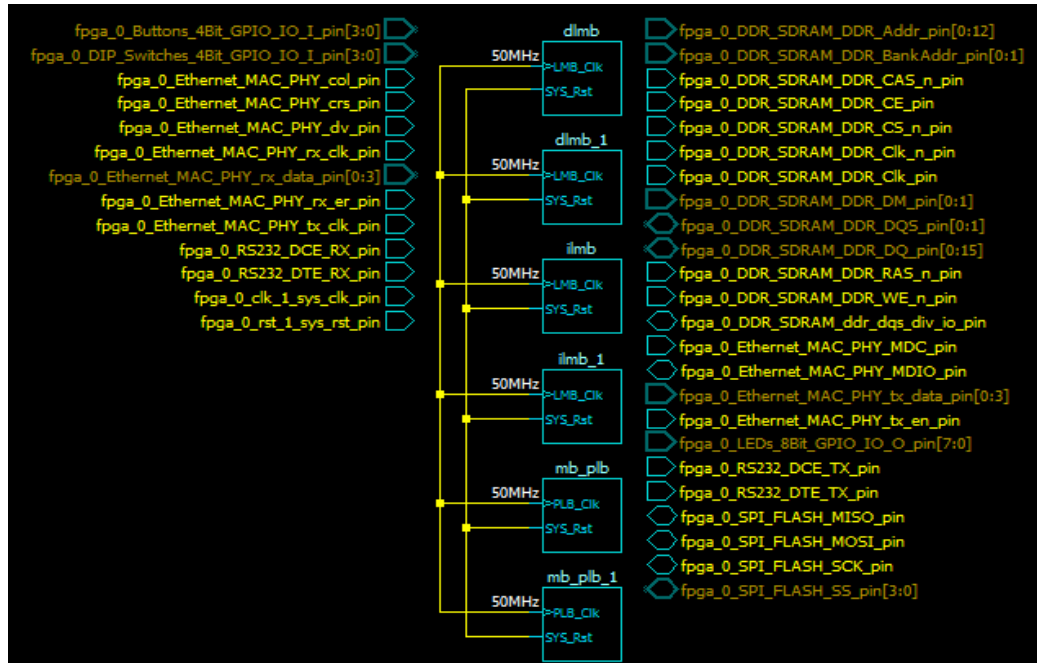 fpga_0_Buttons_4Bit_GPIO_IO_I_pin[3:0]
fpga_0_DIP_Switches_4Bit_GPIO_IO_I_pin[3:0]
fpga_0_Ethernet_MAC_PHY_col_pin
fpga_0_Ethernet_MAC_PHY_crs_pin
fpga_0_Ethernet_MAC_PHY_dv_pin
fpga_0_Ethernet_MAC_PHY_rx_clk_pin
fpga_0_Ethernet_MAC_PHY_rx_data_pin[0:3]
fpga_0_Ethernet_MAC_PHY_rx_er_pin
fpga_0_Ethernet_MAC_PHY_tx_clk_pin
fpga_0_RS232_DCE_RX_pin
fpga_0_RS232_DTE_RX_pin
fpga_0_clk_1_sys_clk_pin
fpga_0_rst_1_sys_rst_pin
dlmb
50MHz
LMB_Clk
SYS_Rst
dlmb_1
50MHz
LMB_Clk
SYS_Rst
ilmb
50MHz
LMB_Clk
SYS_Rst
ilmb_1
50MHz
LMB_Clk
SYS_Rst
mb_plb
50MHz
PLB_Clk
SYS_Rst
mb_plb_1
50MHz
PLB_Clk
SYS_Rst
fpga_0_DDR_SDRAM_DDR_Addr_pin[0:12]
fpga_0_DDR_SDRAM_DDR_BankAddr_pin[0:1]
fpga_0_DDR_SDRAM_DDR_CAS_n_pin
fpga_0_DDR_SDRAM_DDR_CE_pin
fpga_0_DDR_SDRAM_DDR_CS_n_pin
fpga_0_DDR_SDRAM_DDR_Clk_n_pin
fpga_0_DDR_SDRAM_DDR_Clk_pin
fpga_0_DDR_SDRAM_DDR_DM_pin[0:1]
fpga_0_DDR_SDRAM_DDR_DQS_pin[0:1]
fpga_0_DDR_SDRAM_DDR_DQ_pin[0:15]
fpga_0_DDR_SDRAM_DDR_RAS_n_pin
fpga_0_DDR_SDRAM_DDR_WE_n_pin
fpga_0_DDR_SDRAM_ddr_dqs_div_io_pin
fpga_0_Ethernet_MAC_PHY_MDC_pin
fpga_0_Ethernet_MAC_PHY_MDIO_pin
fpga_0_Ethernet_MAC_PHY_tx_data_pin[0:3]
fpga_0_Ethernet_MAC_PHY_tx_en_pin
fpga_0_LEDs_8Bit_GPIO_IO_O_pin[7:0]
fpga_0_RS232_DCE_TX_pin
fpga_0_RS232_DTE_TX_pin
fpga_0_SPI_FLASH_MISO_pin
fpga_0_SPI_FLASH_MOSI_pin
fpga_0_SPI_FLASH_SCK_pin
fpga_0_SPI_FLASH_SS_pin[3:0]